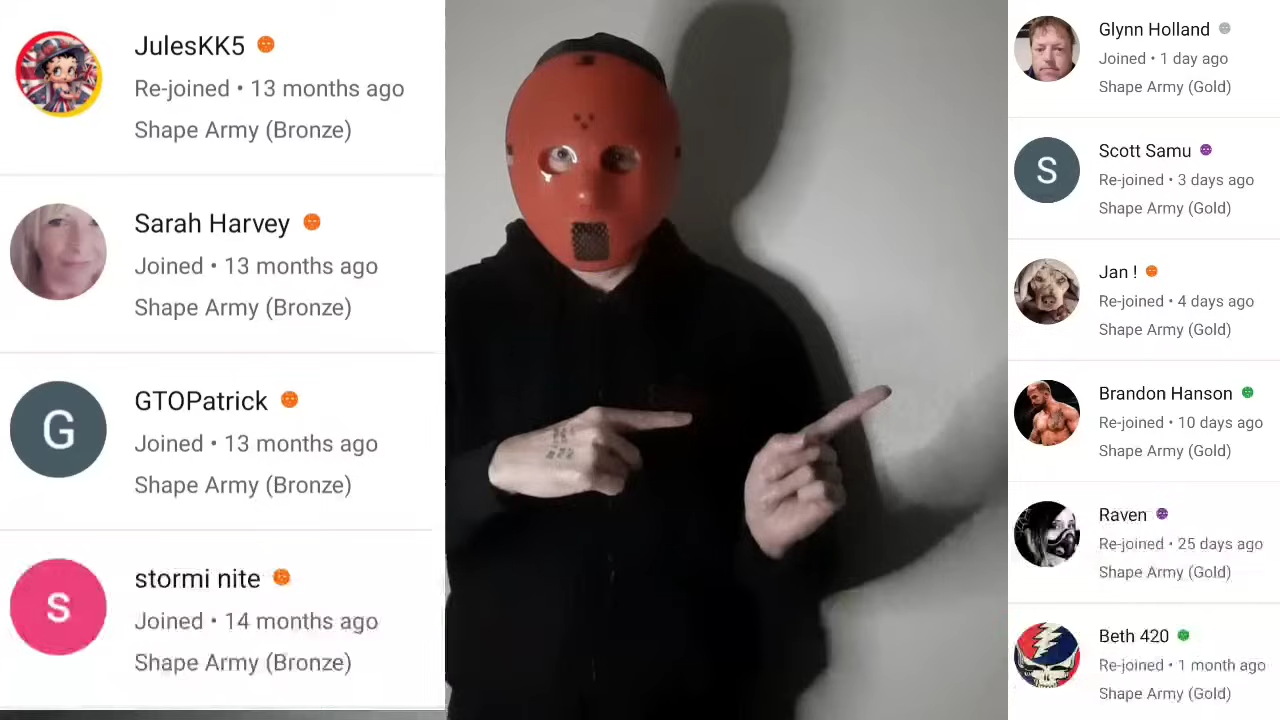 JulesKK5
Re-joined • 13 months ago
Shape Army (Bronze)
Sarah Harvey
Joined • 13 months ago
Shape Army (Bronze)
G
GTOPatrick
Joined • 13 months ago
Shape Army (Bronze)
s
stormi nite
Joined • 14 months ago
Shape Army (Bronze)
Glynn Holland
Joined • 1 day ago
Shape Army (Gold)
S
Scott Samu
Re-joined • 3 days ago
Shape Army (Gold)
Jan !
Re-joined • 4 days ago
Shape Army (Gold)
Brandon Hanson
Re-joined • 10 days ago
Shape Army (Gold)
Raven
Re-joined • 25 days ago
Shape Army (Gold)
Beth 420
Re-joined • 1 month ago
Shape Army (Gold)